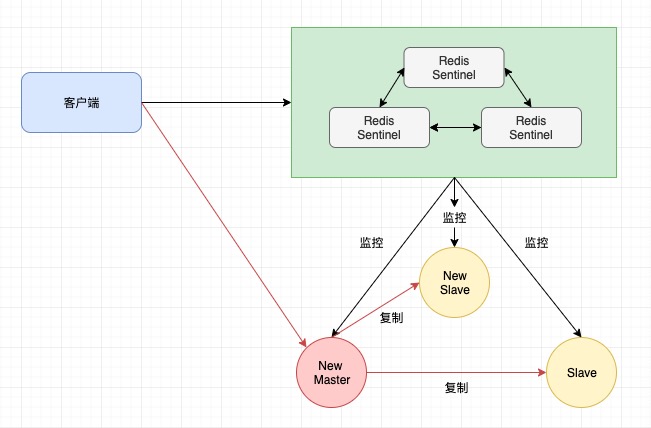 Redis
Sentinel
客户端
Redis
Sentinel
Redis
Sentinel
监控
监控
监控
New
Slave
复制
New
Master
Slave
复制